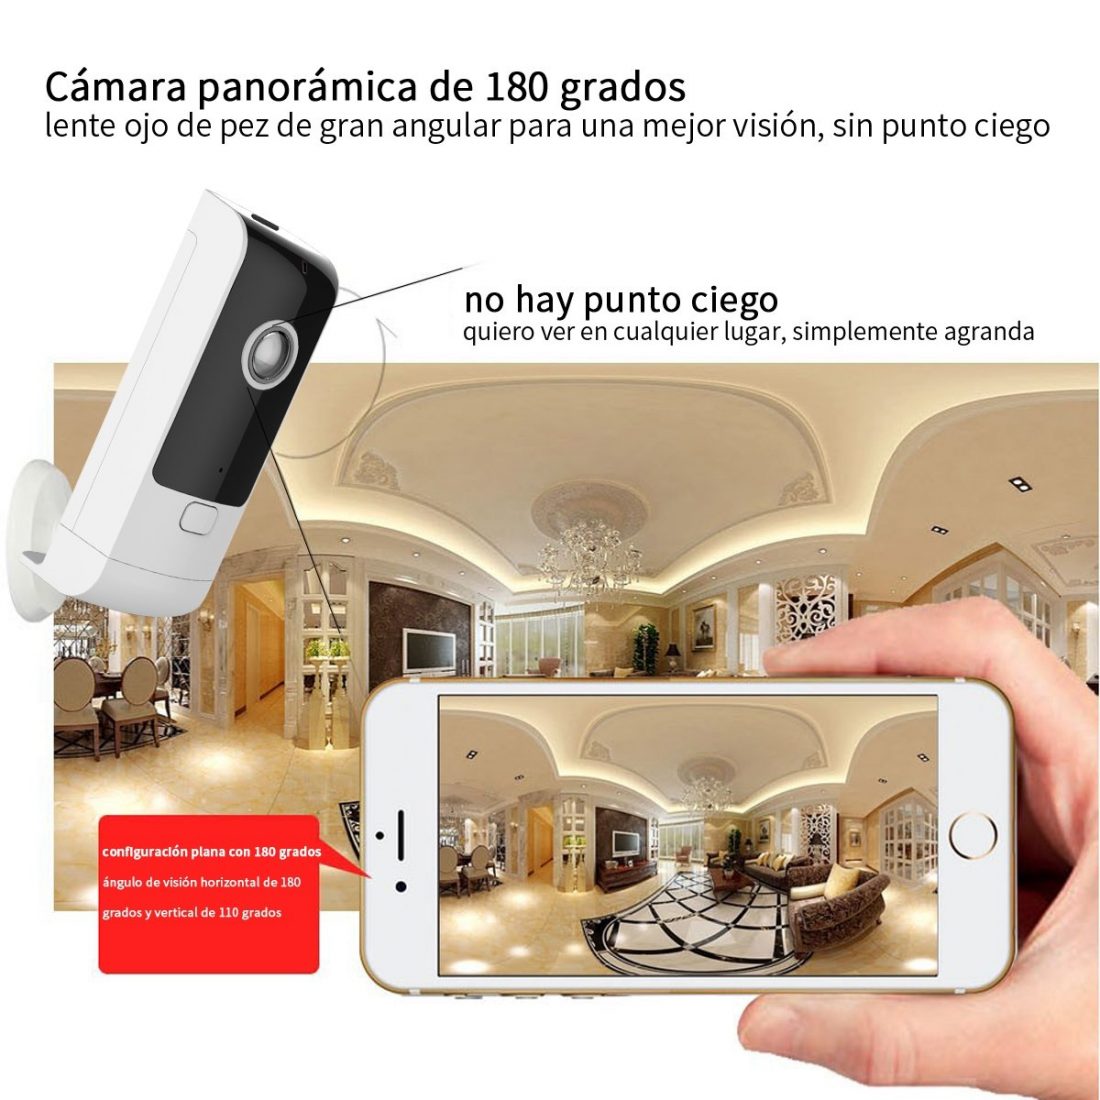 Cámara panorámica de 180 grados
lente ojo de pez de gran angular para una mejor visión, sin punto ciego
no hay punto ciego
quiero ver en cualquier lugar, simplemente agranda
configuración plana con 180 grados
ángulo de visión horizontal de 180
grados y vertical de 110 grados